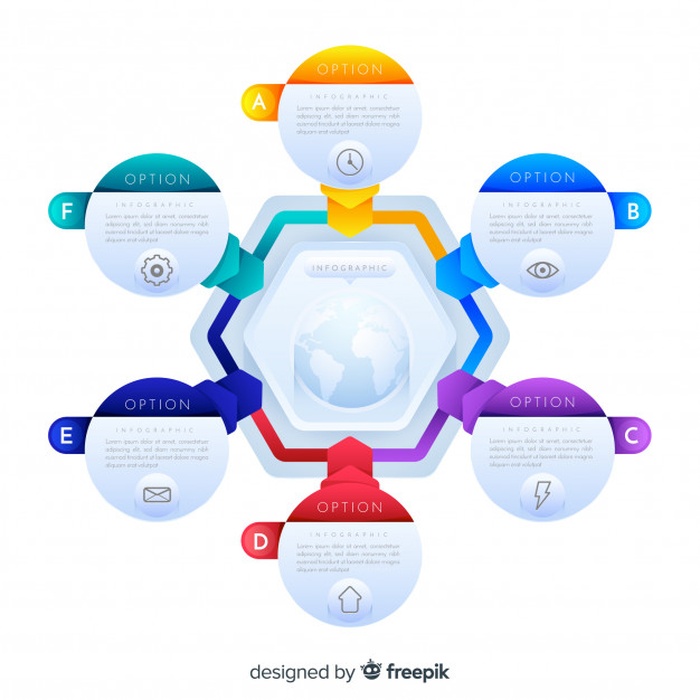 OPTION
A
INFOGRAPHIC
Lorem ipsum dolor sit amet, consectetuer
adipiscing elit, sed diam nonummy nibh
euismod tincidunt ut laoreet dolore magna
aliquam erat volutpat
OPTION
F
INFOGRAPHIC
Lorem ipsum dolor sit amet, consectetuer
adipiscing elit, sed diam nonummy nibh
euismod tincidunt ut laoreet dolore magna
aliquam erat volutpat
OPTION
B
INFOGRAPHIC
Lorem ipsum dolor sit amet, consectetuer
adipiscing elit, sed diam nonummy nibh
euismod tincidunt ut laoreet dolore magna
aliquam erat volutpat
INFOGRAPHIC
OPTION
E
INFOGRAPHIC
Lorem ipsum dolor sit amet, consectetuer
adipiscing elit, sed diam nonummy nibh
euismod tincidunt ut laoreet dolore magna
aliquam erat volutpat
OPTION
C
INFOGRAPHIC
Lorem ipsum dolor sit amet, consectetuer
adipiscing elit, sed diam nonummy nibh
euismod tincidunt ut laoreet dolore magna
aliquam erat volutpat
OPTION
D
INFOGRAPHIC
Lorem ipsum dolor sit amet, consectetuer
adipiscing elit, sed diam nonummy nibh
euismod tincidunt ut laoreet dolore magna
aliquam erat volutpat
designed by freepik